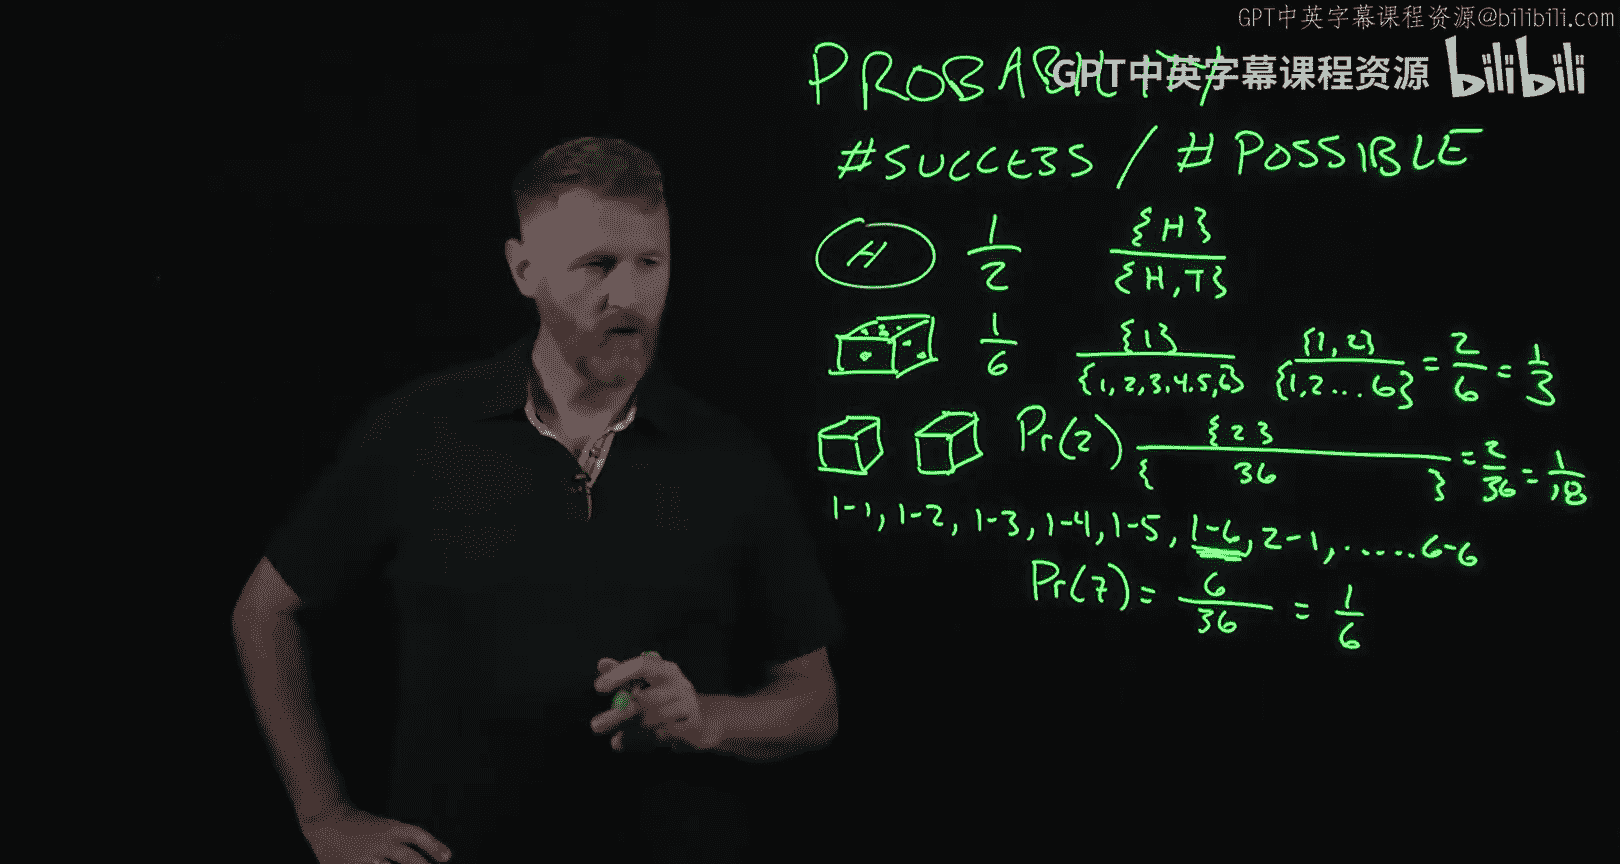 GPT中英字幕课程资源@bilibili.com
PROBABILITY
GPT中英字幕课程资源 bilibili
#SUCCESS / #POSSIBLE
H 1/2 {H}/{H,T}
1/6 {1}/{1,2,3,4,5,6} {1,2}/{1,2...6} = 2/6 = 1/3
Pr(2) {2}/{36} = 2/36 = 1/18
1-1, 1-2, 1-3, 1-4, 1-5, 1-6, 2-1, ......6-6
Pr(7) = 6/36 = 1/6